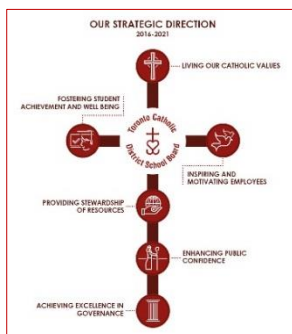 OUR STRATEGIC DIRECTION
2016-2021
LIVING OUR CATHOLIC VALUES
FOSTERING STUDENT
ACHIEVEMENT AND WELL BEING
Toronto Catholic
District School Board
INSPIRING AND
MOTIVATING EMPLOYEES
PROVIDING STEWARDSHIP
OF RESOURCES
ENHANCING PUBLIC
CONFIDENCE
ACHIEVING EXCELLENCE IN
GOVERNANCE